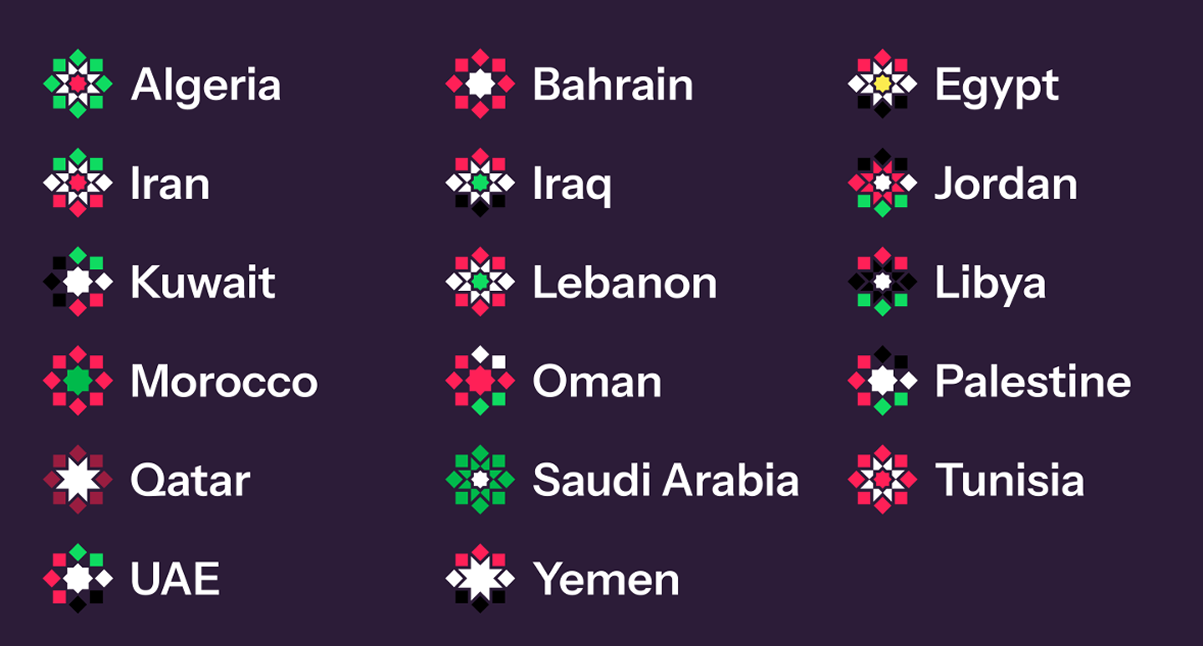 Algeria
Bahrain
Egypt
Iran
Iraq
Jordan
Kuwait
Lebanon
Libya
Morocco
Oman
Palestine
Qatar
Saudi Arabia
Tunisia
UAE
Yemen